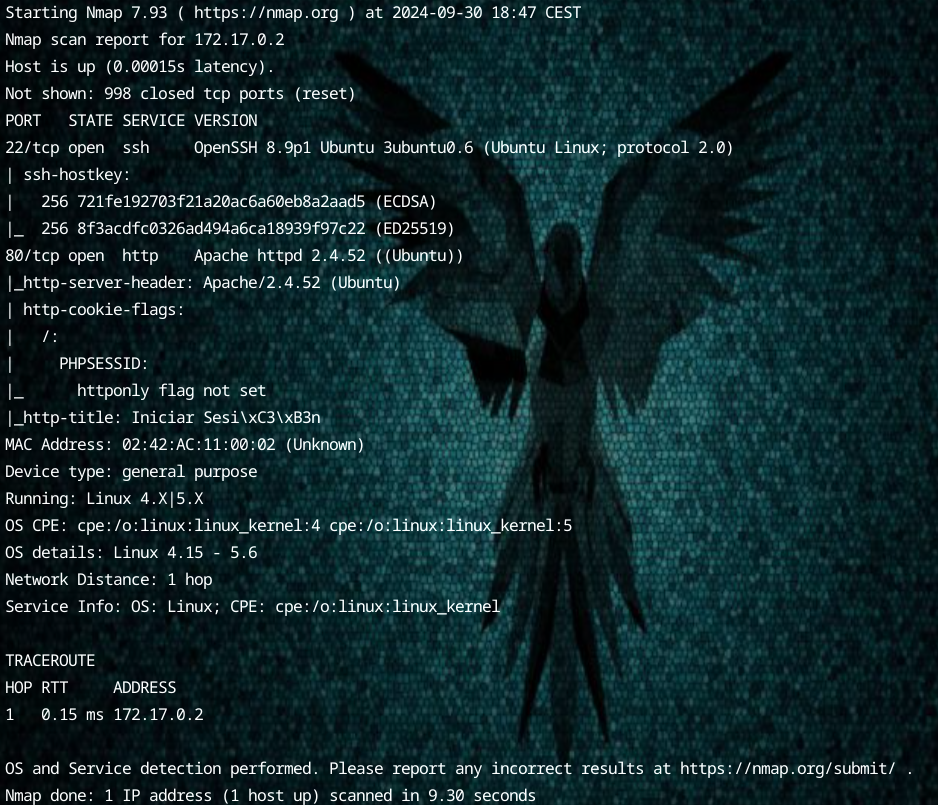 Starting Nmap 7.93 ( https://nmap.org ) at 2024-09-30 18:47 CEST
Nmap scan report for 172.17.0.2
Host is up (0.00015s latency).
Not shown: 998 closed tcp ports (reset)
PORT   STATE SERVICE VERSION
22/tcp open  ssh     OpenSSH 8.9p1 Ubuntu 3ubuntu0.6 (Ubuntu Linux; protocol 2.0)
| ssh-hostkey:
|   256 721fe192703f21a20ac6a60eb8a2aad5 (ECDSA)
|_  256 8f3acdfc0326ad494a6ca18939f97c22 (ED25519)
80/tcp open  http    Apache httpd 2.4.52 ((Ubuntu))
|_http-server-header: Apache/2.4.52 (Ubuntu)
| http-cookie-flags:
|   /:
|     PHPSESSID:
|_      httponly flag not set
|_http-title: Iniciar Sesi\xC3\xB3n
MAC Address: 02:42:AC:11:00:02 (Unknown)
Device type: general purpose
Running: Linux 4.X|5.X
OS CPE: cpe:/o:linux:linux_kernel:4 cpe:/o:linux:linux_kernel:5
OS details: Linux 4.15 - 5.6
Network Distance: 1 hop
Service Info: OS: Linux; CPE: cpe:/o:linux:linux_kernel
TRACEROUTE
HOP RTT     ADDRESS
1   0.15 ms 172.17.0.2
OS and Service detection performed. Please report any incorrect results at https://nmap.org/submit/ .
Nmap done: 1 IP address (1 host up) scanned in 9.30 seconds